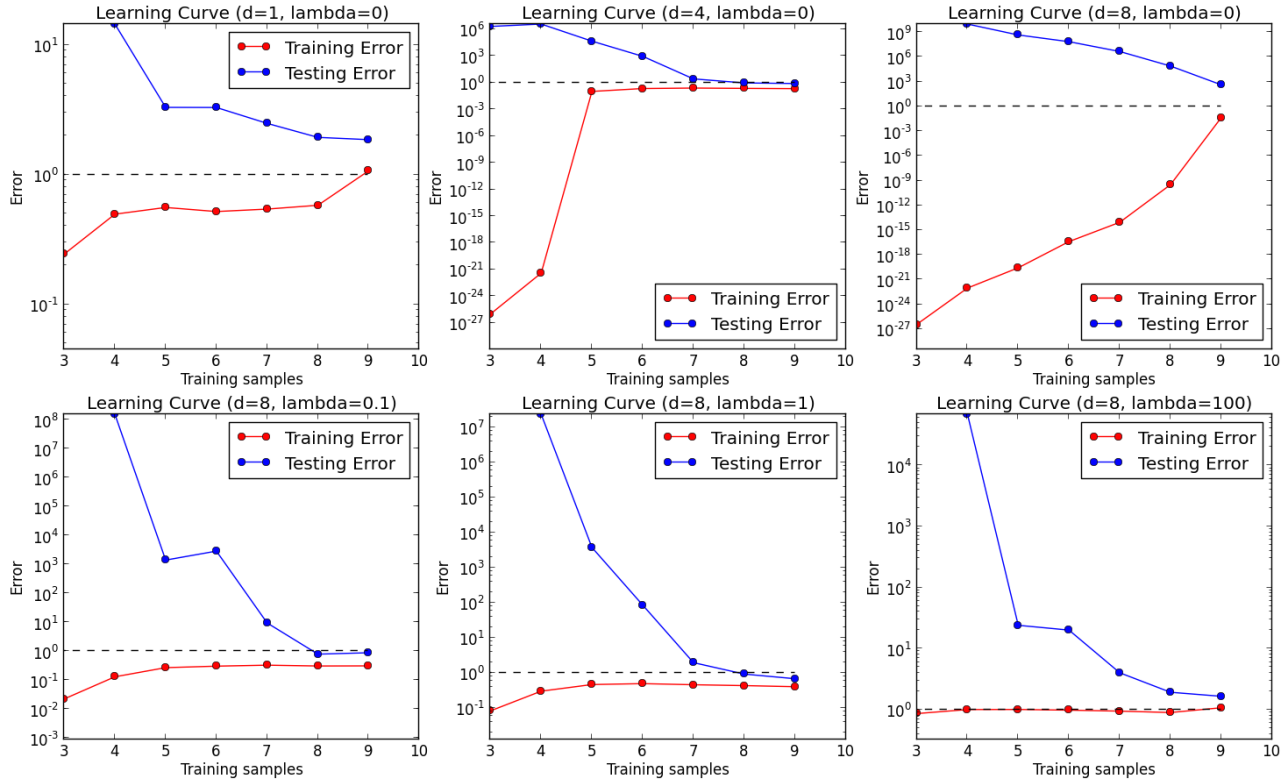 Learning Curve (d=1, lambda=0)
Training Error
Testing Error
10^1
10^0
10^-1
Error
3 4 5 6 7 8 9 10
Training samples
Learning Curve (d=4, lambda=0)
10^6
10^3
10^0
10^-3
10^-6
10^-9
10^-12
10^-15
10^-18
10^-21
10^-24
10^-27
Error
Training Error
Testing Error
3 4 5 6 7 8 9 10
Training samples
Learning Curve (d=8, lambda=0)
10^9
10^6
10^3
10^0
10^-3
10^-6
10^-9
10^-12
10^-15
10^-18
10^-21
10^-24
10^-27
Error
Training Error
Testing Error
3 4 5 6 7 8 9 10
Training samples
Learning Curve (d=8, lambda=0.1)
Training Error
Testing Error
10^8
10^7
10^6
10^5
10^4
10^3
10^2
10^1
10^0
10^-1
10^-2
10^-3
Error
3 4 5 6 7 8 9 10
Training samples
Learning Curve (d=8, lambda=1)
Training Error
Testing Error
10^7
10^6
10^5
10^4
10^3
10^2
10^1
10^0
10^-1
Error
3 4 5 6 7 8 9 10
Training samples
Learning Curve (d=8, lambda=100)
Training Error
Testing Error
10^4
10^3
10^2
10^1
10^0
Error
3 4 5 6 7 8 9 10
Training samples